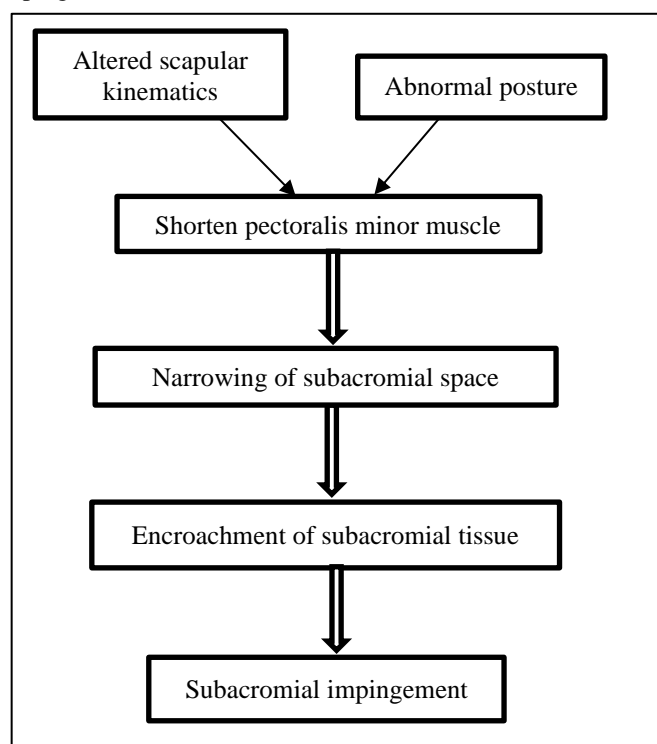 Altered scapular
kinematics
Abnormal posture
Shorten pectoralis minor muscle
Narrowing of subacromial space
Encroachment of subacromial tissue
Subacromial impingement